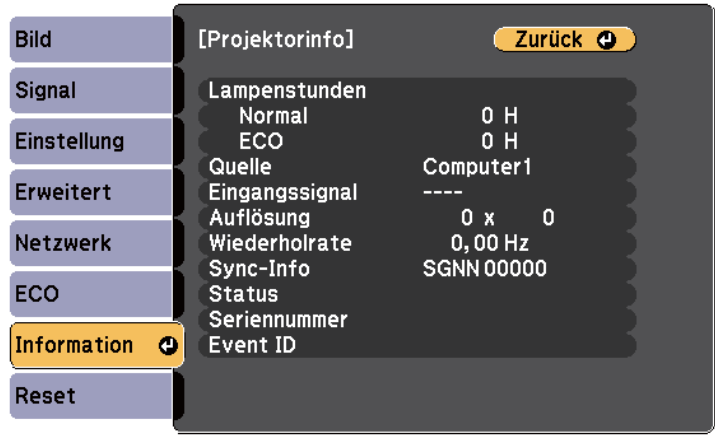 Bild
Signal
Einstellung
Erweitert
Netzwerk
ECO
Information
Reset
[Projektorinfo] Zurück
Lampenstunden
Normal 0 H
ECO 0 H
Quelle Computer1
Eingangssignal ----
Auflösung 0 x 0
Wiederholrate 0,00 Hz
Sync-Info SGNN 00000
Status
Seriennummer
Event ID